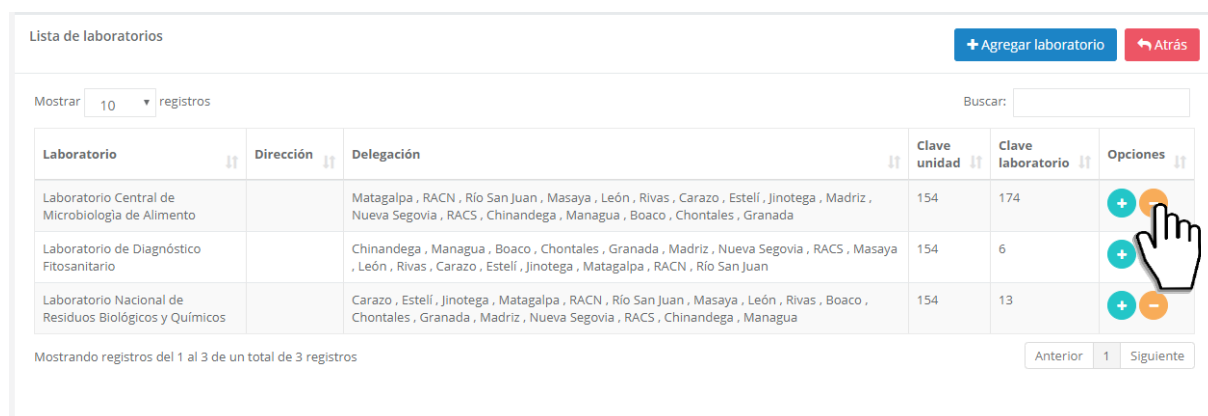 Lista de laboratorios
+ Agregar laboratorio
Atrás
Mostrar 10 registros
Buscar:
Laboratorio Dirección Delegación Clave unidad Clave laboratorio Opciones
Laboratorio Central de
Microbiologìa de Alimento
Matagalpa , RACN , Río San Juan , Masaya , León , Rivas , Carazo , Estelí , Jinotega , Madriz ,
Nueva Segovia , RACS , Chinandega , Managua , Boaco , Chontales , Granada
154
174
Laboratorio de Diagnóstico
Fitosanitario
Chinandega , Managua , Boaco , Chontales , Granada , Madriz , Nueva Segovia , RACS , Masaya
, León , Rivas , Carazo , Estelí , Jinotega , Matagalpa , RACN , Río San Juan
154
6
Laboratorio Nacional de
Residuos Biológicos y Químicos
Carazo , Estelí , Jinotega , Matagalpa , RACN , Río San Juan , Masaya , León , Rivas , Boaco ,
Chontales , Granada , Madriz , Nueva Segovia , RACS , Chinandega , Managua
154
13
Mostrando registros del 1 al 3 de un total de 3 registros
Anterior 1 Siguiente